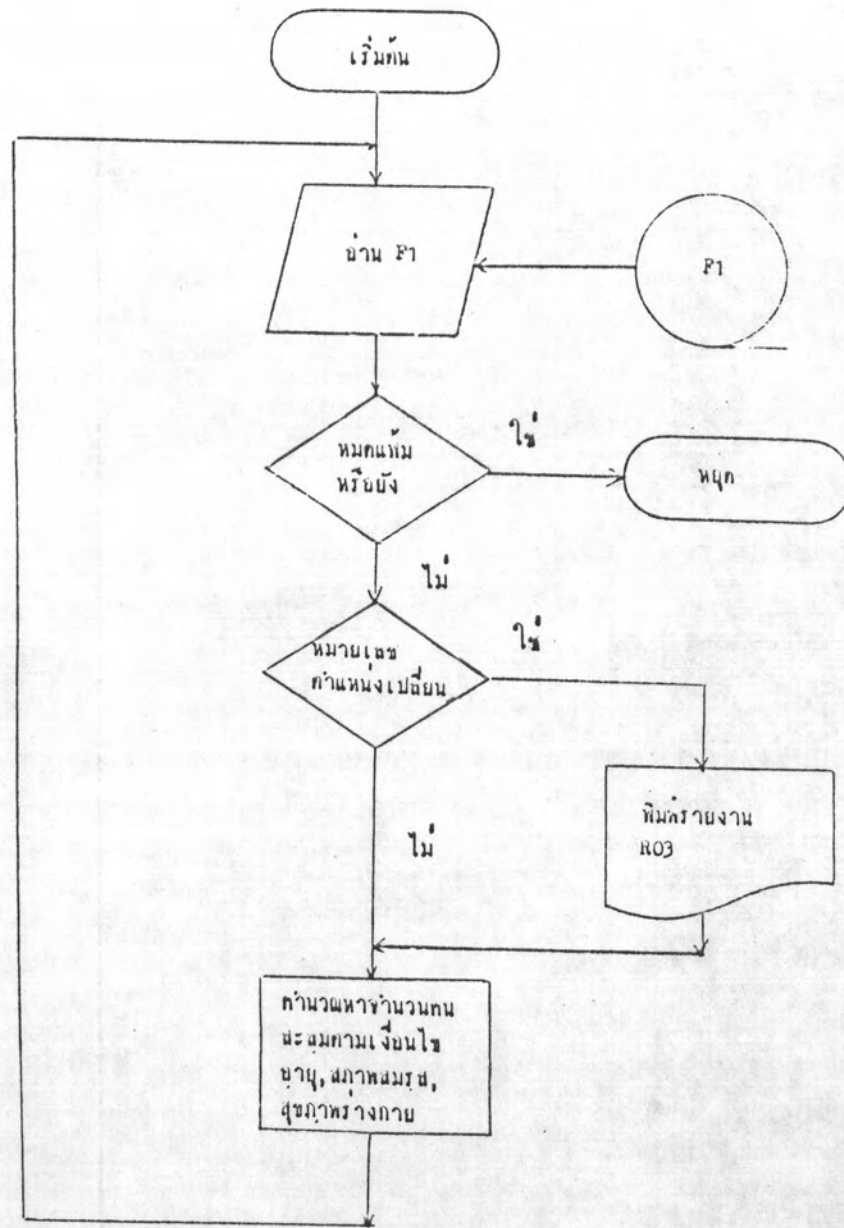 เริ่มต้น
อ่าน F1
F1
หมดแฟ้ม
หรือยัง
ใช่
หยุด
ไม่
หมายเลข
ตำแหน่งเปลี่ยน
ใช่
พิมพ์รายงาน
R03
ไม่
คำนวณหาจำนวนคน
สะสมตามเงื่อนไข
อายุ, สภาพสมรส,
สุขภาพร่างกาย